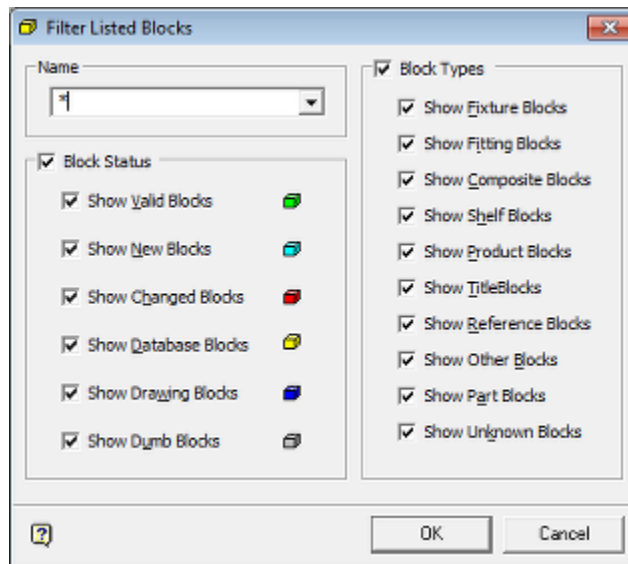 Filter Listed Blocks
Name
*
Block Status
Show Valid Blocks
Show New Blocks
Show Changed Blocks
Show Database Blocks
Show Drawing Blocks
Show Dumb Blocks
Block Types
Show Fixture Blocks
Show Fitting Blocks
Show Composite Blocks
Show Shelf Blocks
Show Product Blocks
Show TitleBlocks
Show Reference Blocks
Show Other Blocks
Show Part Blocks
Show Unknown Blocks
?
OK
Cancel